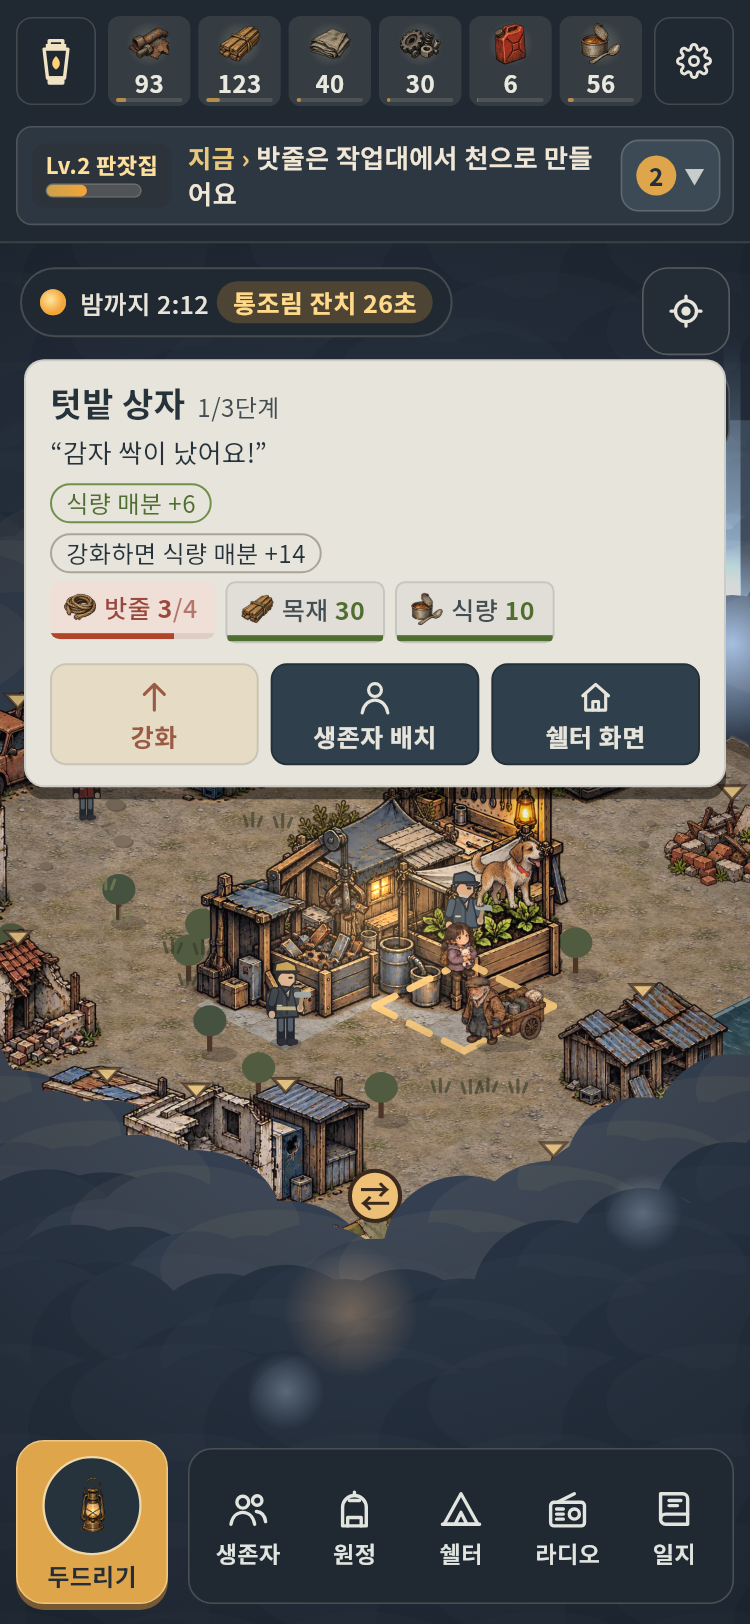 93 123 40 30 6 56
Lv.2 판잣집
지금 › 밧줄은 작업대에서 천으로 만들
어요
2
밤까지 2:12 통조림 잔치 26초
텃밭 상자 1/3단계
“감자 싹이 났어요!”
식량 매분 +6
강화하면 식량 매분 +14
밧줄 3/4 목재 30 식량 10
강화 생존자 배치 쉘터 화면
두드리기 생존자 원정 쉘터 라디오 일지